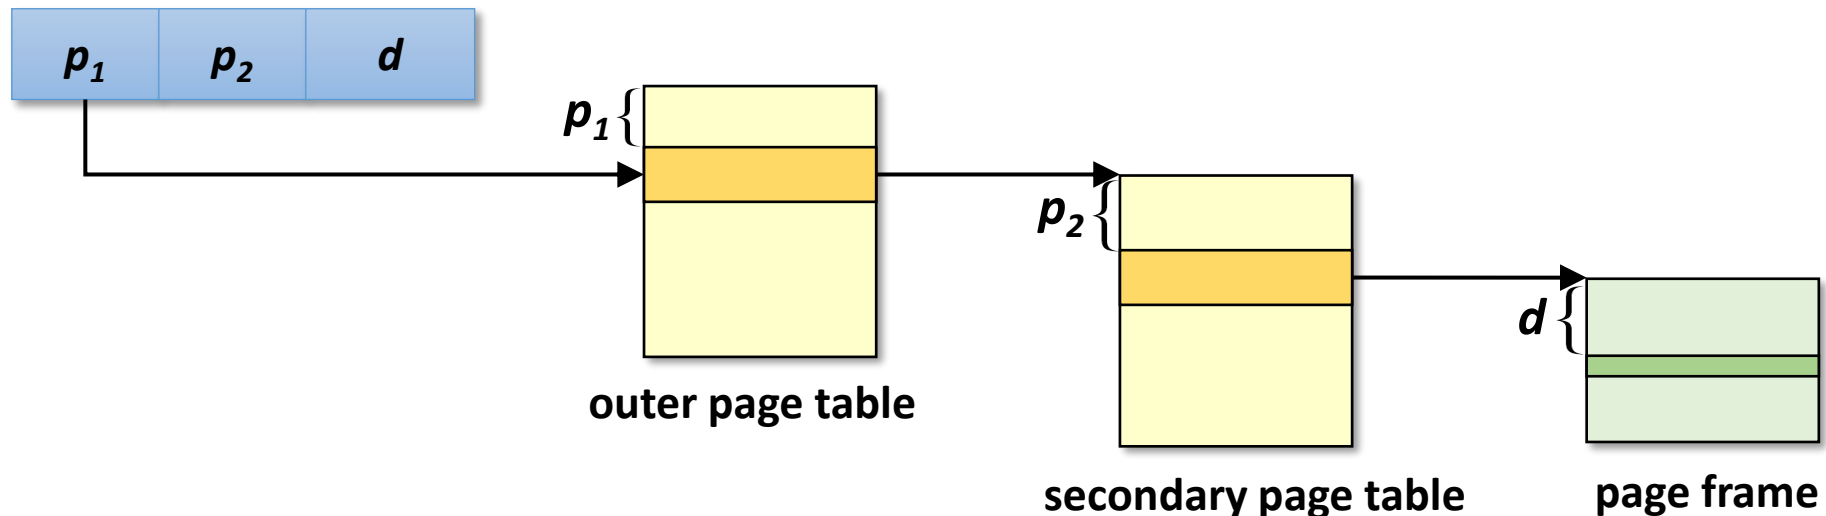 p₁ p₂ d
p₁
p₂
d
outer page table
secondary page table
page frame